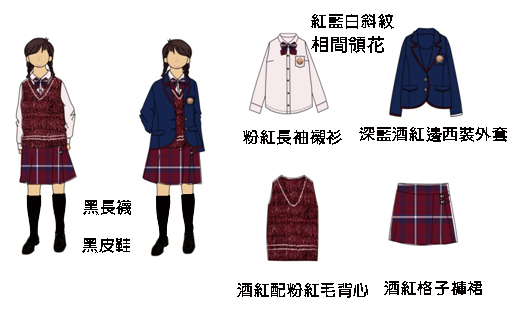 紅藍白斜紋
相間領花
粉紅長袖襯衫
深藍酒紅邊西裝外套
黑長襪
黑皮鞋
酒紅配粉紅毛背心
酒紅格子褲裙